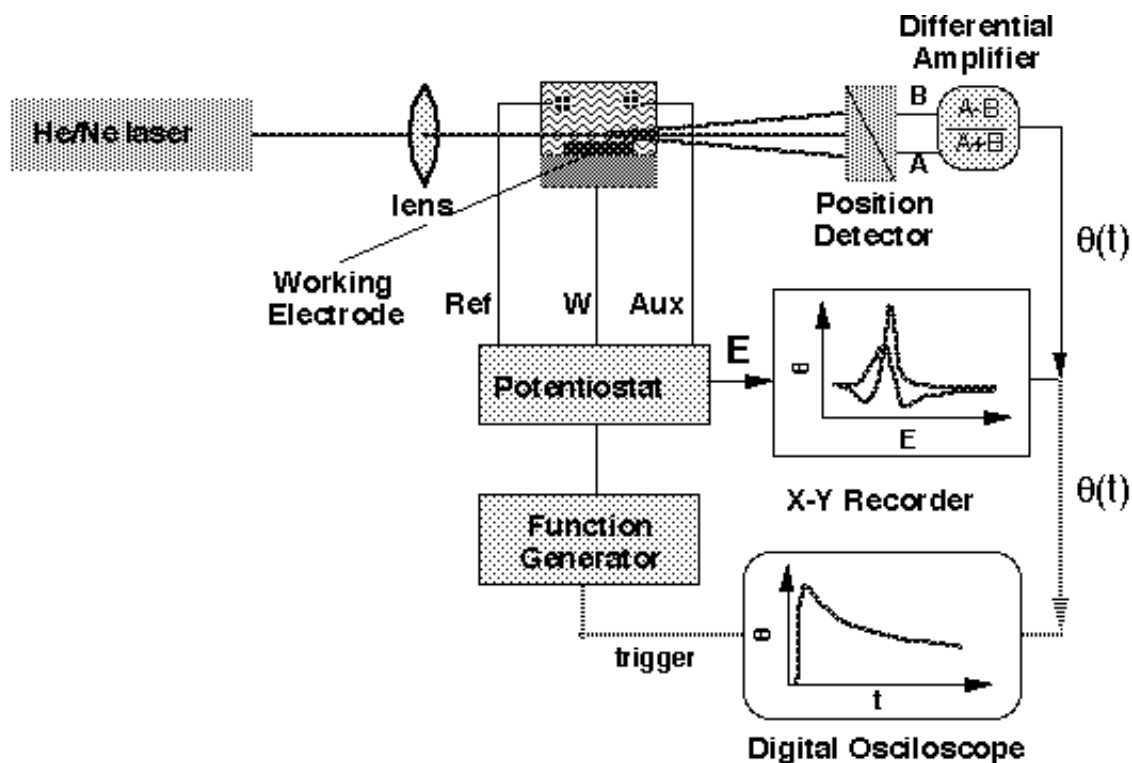 Differential
Amplifier
He/Ne laser
B
A-B
A+B
A
lens
Position
Detector
θ(t)
Working
Electrode
Ref
W
Aux
E
Potentiostat
θ
E
X-Y Recorder
θ(t)
Function
Generator
trigger
θ
t
Digital Osciloscope